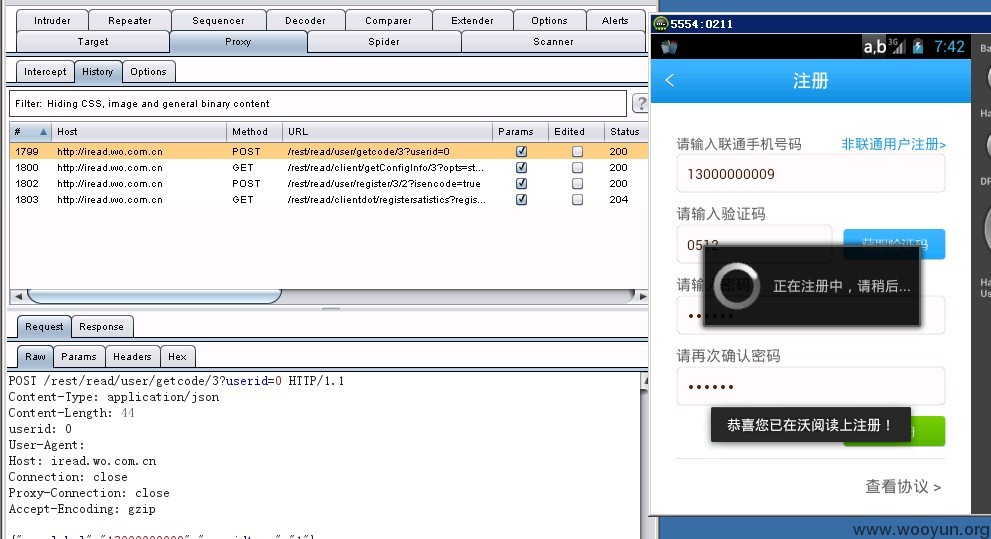 Intruder Repeater Sequencer Decoder Comparer Extender Options Alerts
Target Proxy Spider Scanner
Intercept History Options
Filter: Hiding CSS, image and general binary content
?
# Host Method URL Params Edited Status
1799 http://iread.wo.com.cn POST /rest/read/user/getcode/3?userid=0 200
1800 http://iread.wo.com.cn GET /rest/read/client/getConfigInfo/3?opts=st... 200
1802 http://iread.wo.com.cn POST /rest/read/user/register/3/2?isencode=true 200
1803 http://iread.wo.com.cn GET /rest/read/clientdot/registersatistics?regis... 204
Request Response
Raw Params Headers Hex
POST /rest/read/user/getcode/3?userid=0 HTTP/1.1
Content-Type: application/json
Content-Length: 44
userid: 0
User-Agent:
Host: iread.wo.com.cn
Connection: close
Proxy-Connection: close
Accept-Encoding: gzip
5554:0211
a,b 3G 7:42
注册
请输入联通手机号码 非联通用户注册>
13000000009
请输入验证码
0512 获取验证码
正在注册中，请稍后...
请再次确认密码
恭喜您已在沃阅读上注册！
查看协议 >
www.wooyun.org